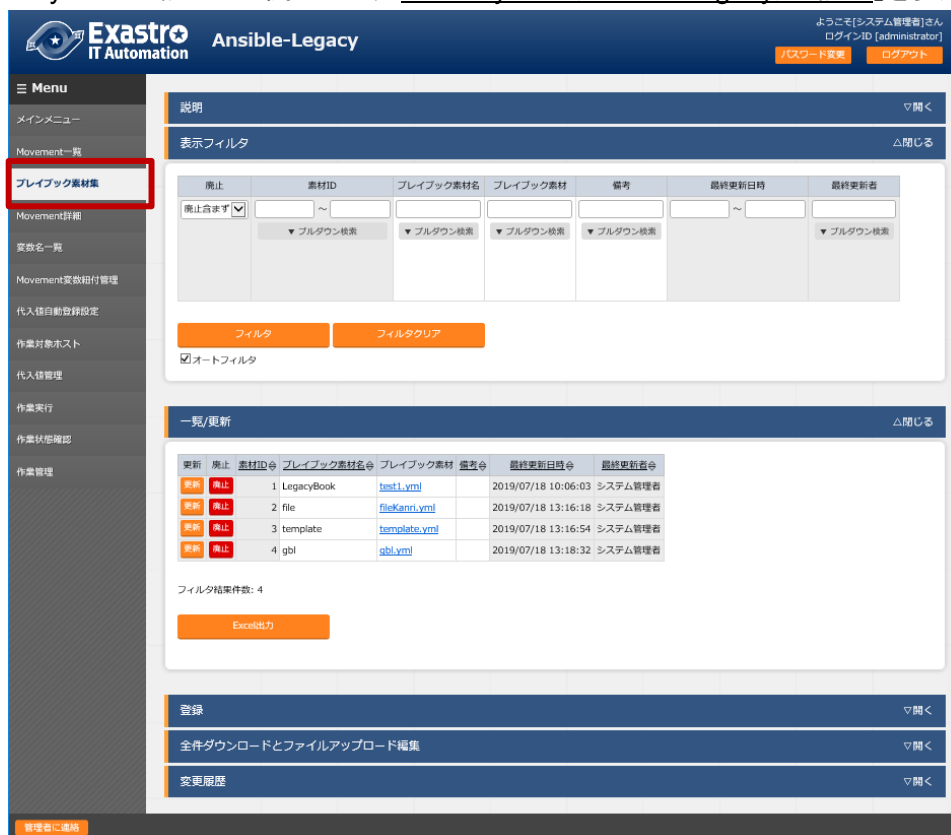 Exastro
IT Automation
Ansible-Legacy
ようこそ[システム管理者]さん
ログインID [administrator]
パスワード変更 ログアウト
☰ Menu
メインメニュー
Movement一覧
プレイブック素材集
Movement詳細
変数名一覧
Movement変数紐付管理
代入値自動登録設定
作業対象ホスト
代入値管理
作業実行
作業状態確認
作業管理
説明 ▽開く
表示フィルタ △閉じる
廃止 素材ID プレイブック素材名 プレイブック素材 備考 最終更新日時 最終更新者
廃止含まず ～ ～
▼ プルダウン検索 ▼ プルダウン検索 ▼ プルダウン検索 ▼ プルダウン検索 ▼ プルダウン検索
フィルタ フィルタクリア
オートフィルタ
一覧/更新 △閉じる
更新 廃止 素材ID プレイブック素材名 プレイブック素材 備考 最終更新日時 最終更新者
更新 廃止 1 LegacyBook test1.yml 2019/07/18 10:06:03 システム管理者
更新 廃止 2 file fileKanri.yml 2019/07/18 13:16:18 システム管理者
更新 廃止 3 template template.yml 2019/07/18 13:16:54 システム管理者
更新 廃止 4 gbl gbl.yml 2019/07/18 13:18:32 システム管理者
フィルタ結果件数: 4
Excel出力
登録 ▽開く
全件ダウンロードとファイルアップロード編集 ▽開く
変更履歴 ▽開く
管理者に連絡